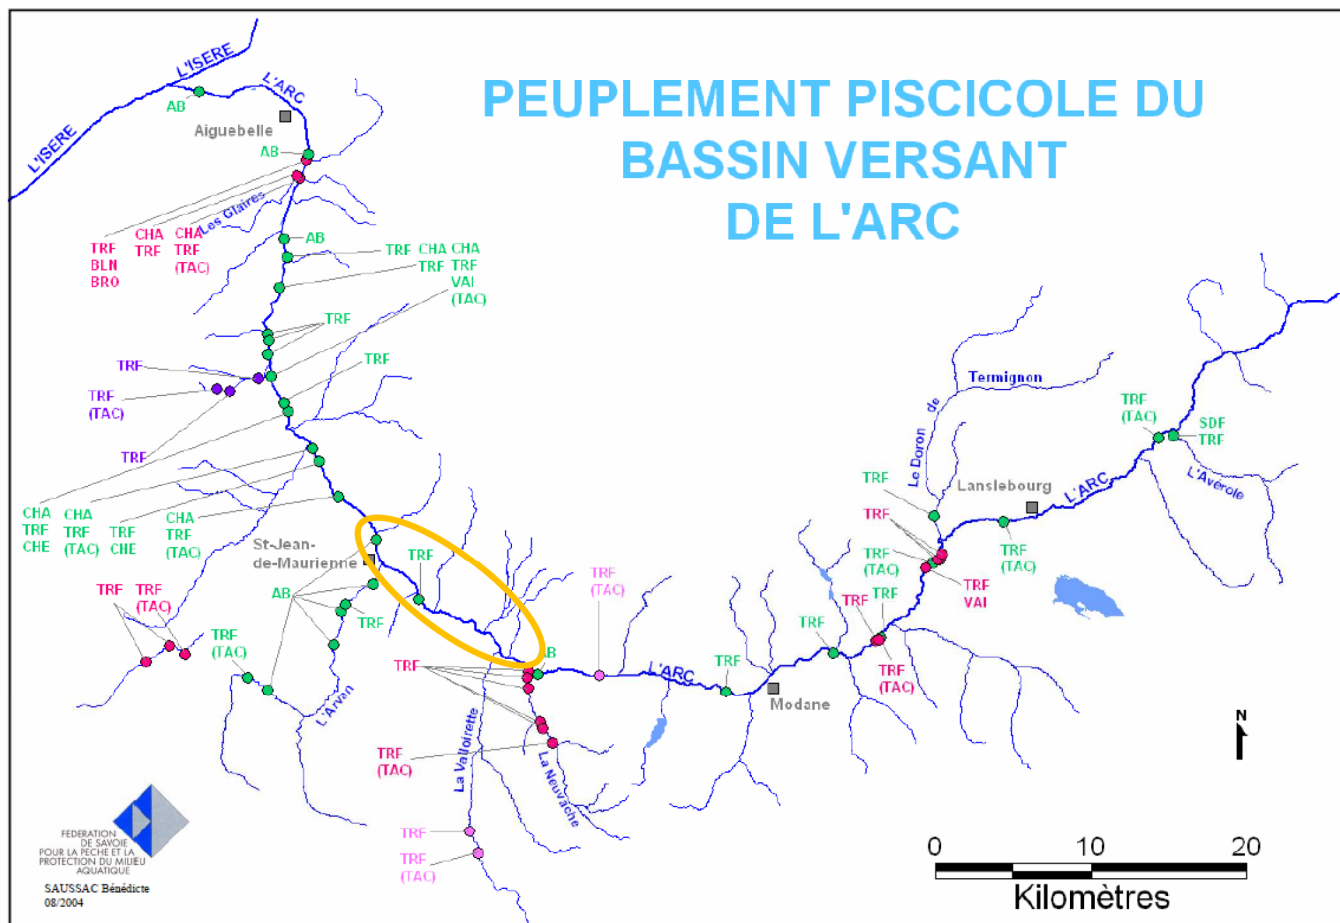 PEUPLEMENT PISCICOLE DU
BASSIN VERSANT
DE L'ARC
L'ISERE
L'ISERE
L'ARC
AB
Aiguebelle
AB
Les Glaires
TRF
BLN
BRO
CHA
TRF
CHA
TRF
(TAC)
AB
TRF
CHA
TRF
CHA
TRF
VAI
(TAC)
TRF
TRF
TRF
TRF
(TAC)
TRF
CHA
TRF
CHE
CHA
TRF
(TAC)
TRF
CHE
CHA
TRF
(TAC)
St-Jean-
de-Maurienne
TRF
AB
TRF
TRF
TRF
(TAC)
TRF
(TAC)
L'Arvan
TRF
AB
TRF
(TAC)
La Valloirette
La Neuvache
TRF
TRF
(TAC)
TRF
(TAC)
L'ARC
TRF
Modane
TRF
TRF
TRF
TRF
(TAC)
TRF
TRF
TRF
(TAC)
TRF
VAI
Le Doron de
Termignon
Lanslebourg
TRF
(TAC)
L'ARC
TRF
(TAC)
SDF
TRF
L'Avérole
N
0 10 20
Kilomètres
FEDERATION
DE SAVOIE
POUR LA PECHE ET LA
PROTECTION DU MILIEU
AQUATIQUE
SAUSSAC Bénédicte
08/2004